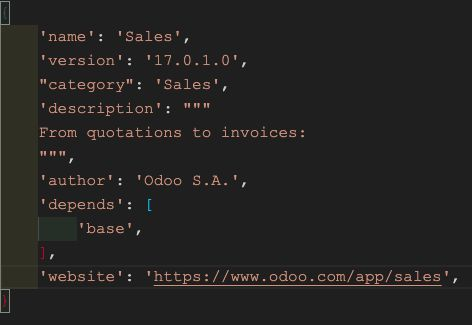 {
'name': 'Sales',
'version': '17.0.1.0',
"category": 'Sales',
'description': """
From quotations to invoices:
""",
'author': 'Odoo S.A.',
'depends': [
'base',
],
'website': 'https://www.odoo.com/app/sales',
}